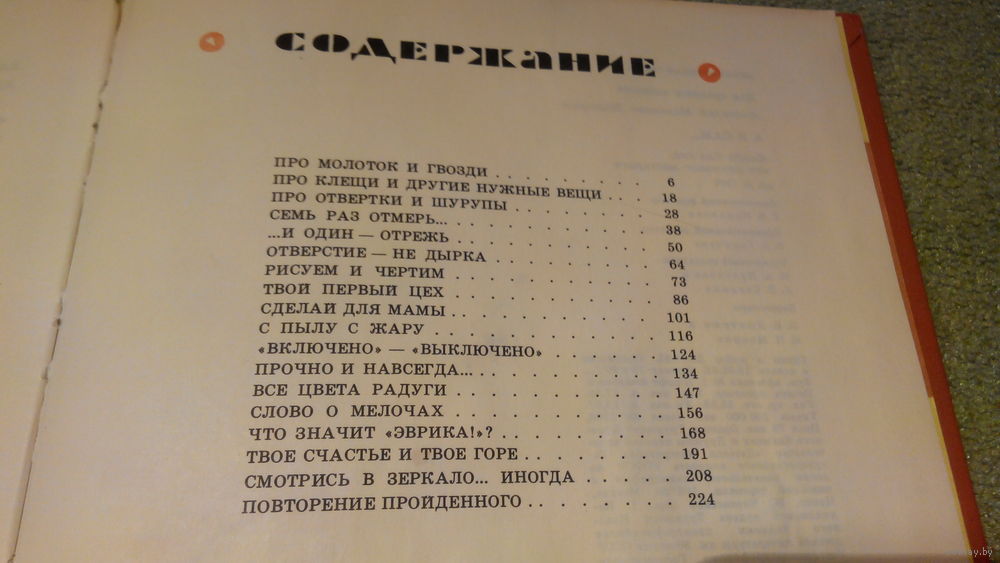 СОДЕРЖАНИЕ
ПРО МОЛОТОК И ГВОЗДИ . . . . . . . . . 6
ПРО КЛЕЩИ И ДРУГИЕ НУЖНЫЕ ВЕЩИ . . . 18
ПРО ОТВЕРТКИ И ШУРУПЫ . . . . . . . . 28
СЕМЬ РАЗ ОТМЕРЬ... . . . . . . . . . . 38
...И ОДИН — ОТРЕЖЬ . . . . . . . . . . 50
ОТВЕРСТИЕ — НЕ ДЫРКА . . . . . . . . 64
РИСУЕМ И ЧЕРТИМ . . . . . . . . . . 73
ТВОЙ ПЕРВЫЙ ЦЕХ . . . . . . . . . . 86
СДЕЛАЙ ДЛЯ МАМЫ . . . . . . . . . . 101
С ПЫЛУ С ЖАРУ . . . . . . . . . . . 116
«ВКЛЮЧЕНО» — «ВЫКЛЮЧЕНО» . . . . . . 124
ПРОЧНО И НАВСЕГДА... . . . . . . . . . 134
ВСЕ ЦВЕТА РАДУГИ . . . . . . . . . . 147
СЛОВО О МЕЛОЧАХ . . . . . . . . . . 156
ЧТО ЗНАЧИТ «ЭВРИКА!»? . . . . . . . . 168
ТВОЕ СЧАСТЬЕ И ТВОЕ ГОРЕ . . . . . . . 191
СМОТРИСЬ В ЗЕРКАЛО... ИНОГДА . . . . . 208
ПОВТОРЕНИЕ ПРОЙДЕННОГО . . . . . . . . 224